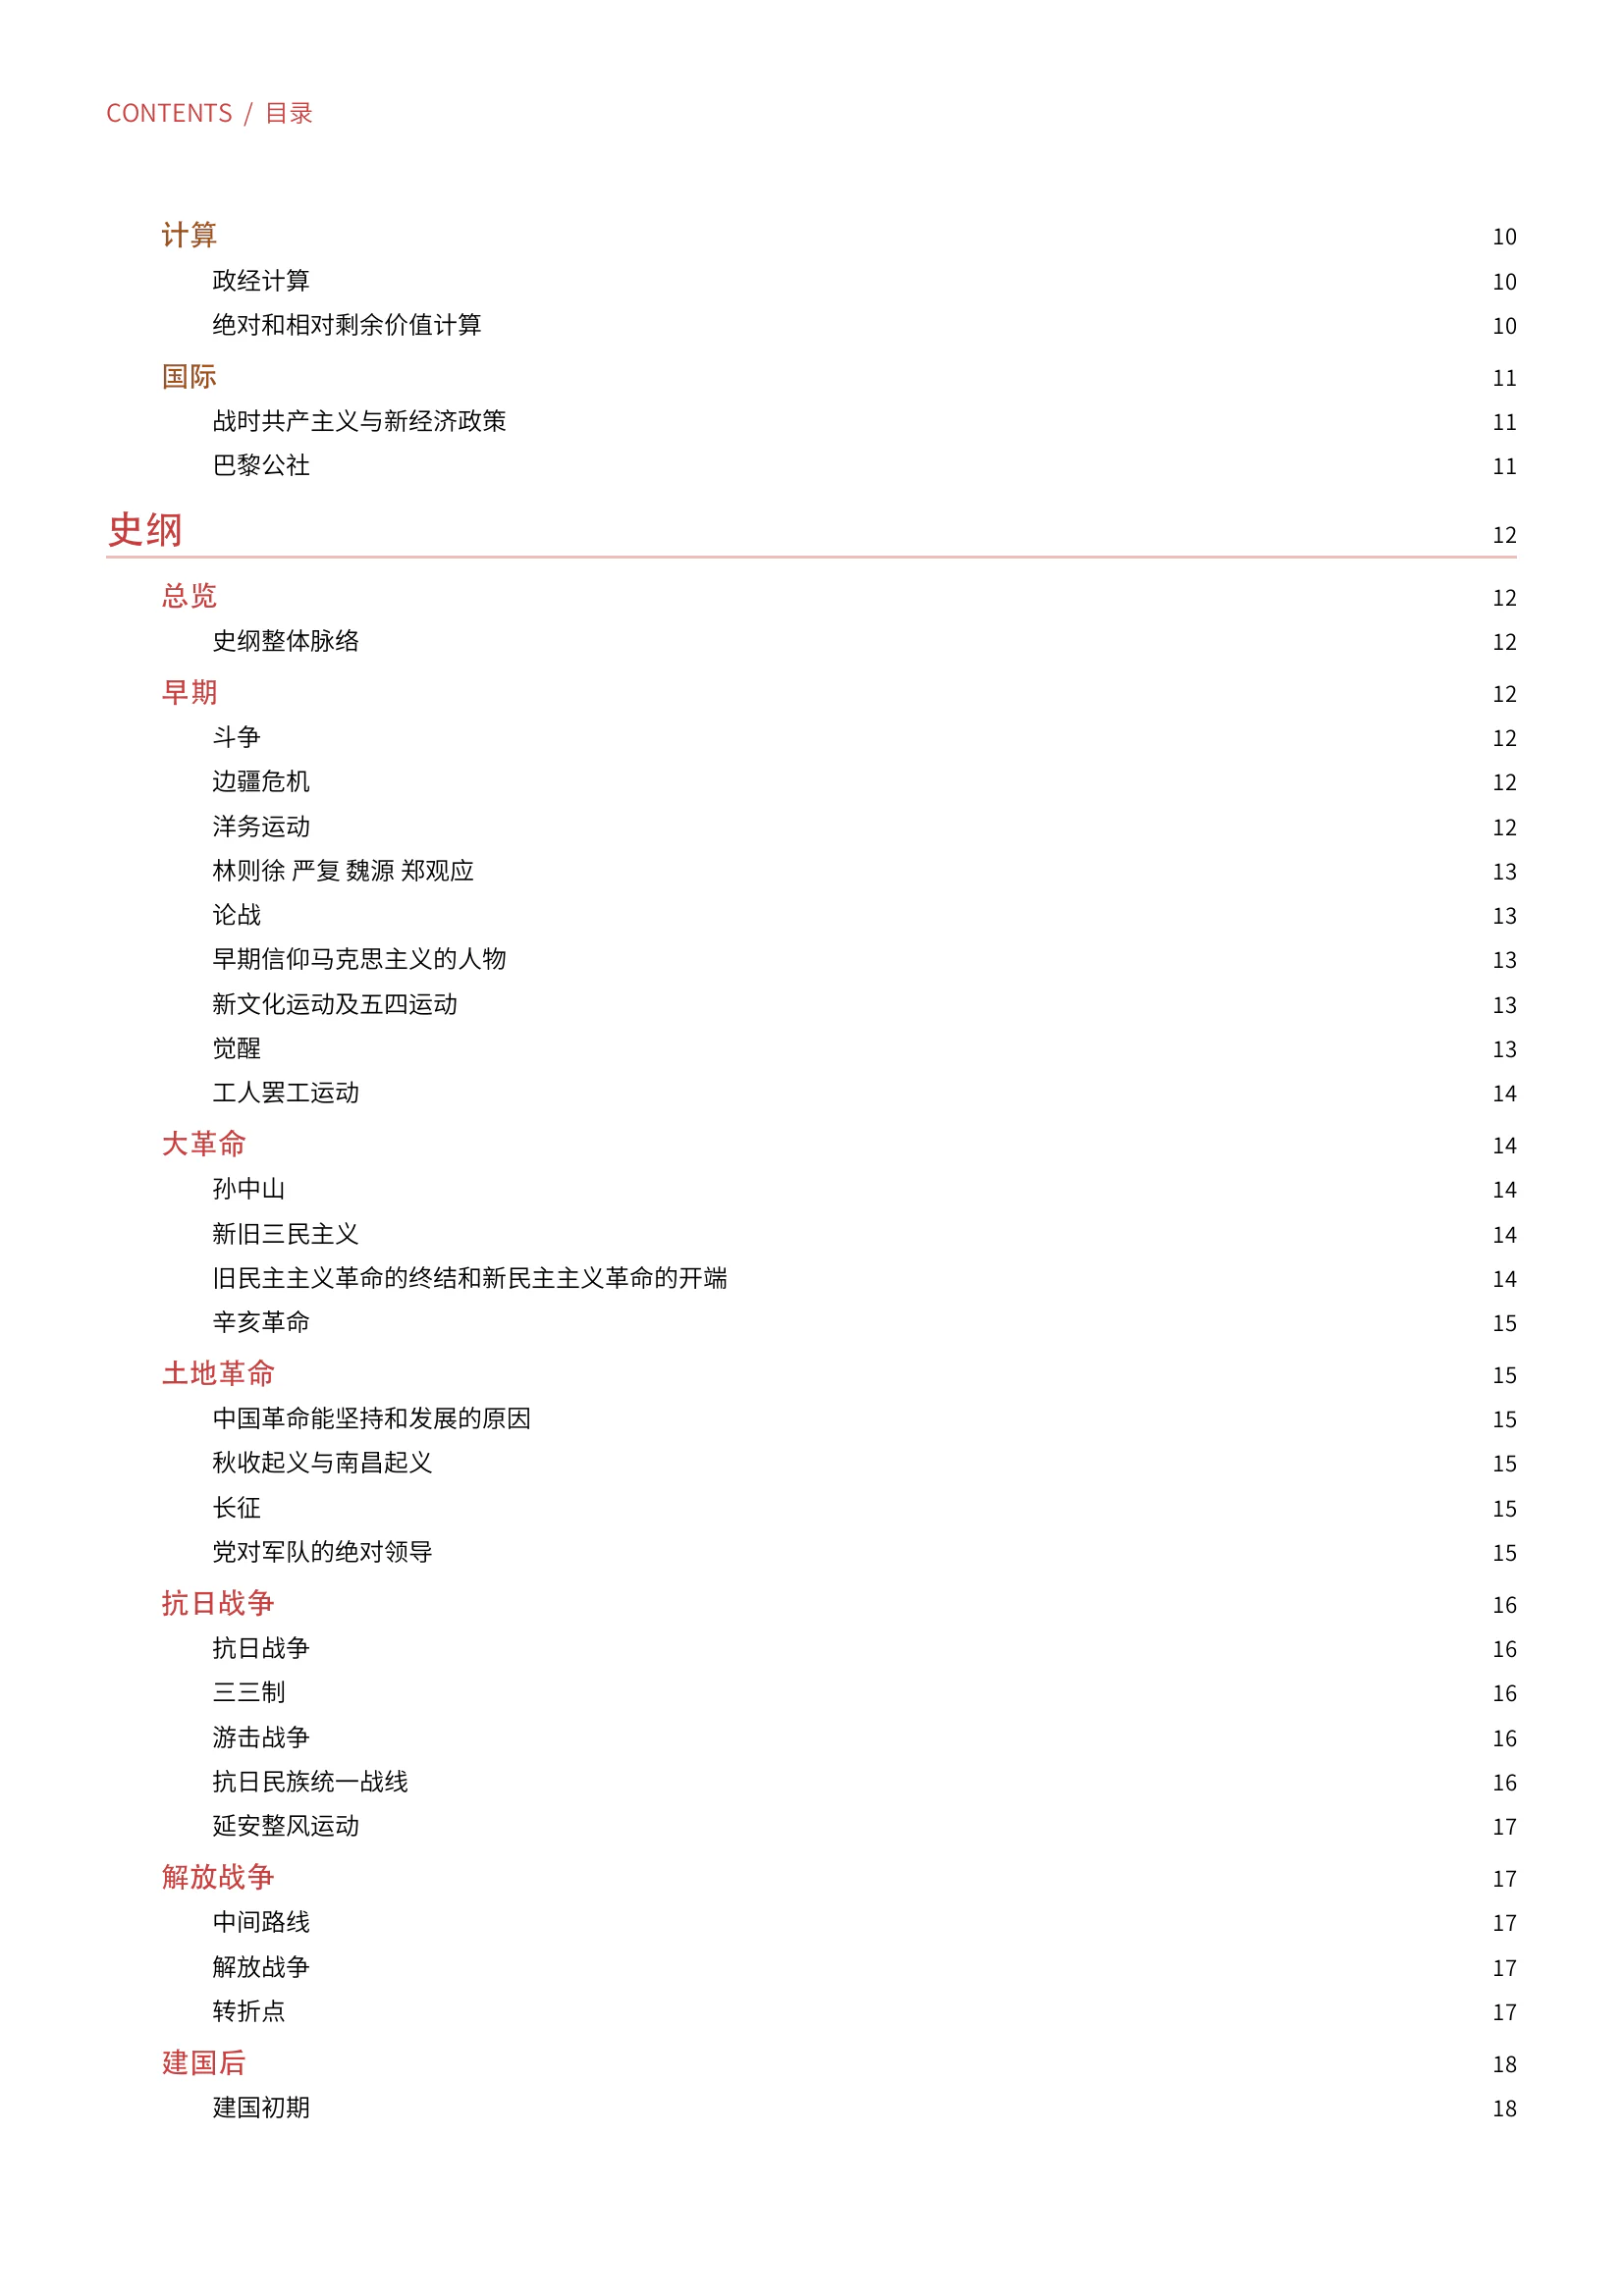 CONTENTS / 目录
计算 10
政经计算 10
绝对和相对剩余价值计算 10
国际 11
战时共产主义与新经济政策 11
巴黎公社 11
史纲 12
总览 12
史纲整体脉络 12
早期 12
斗争 12
边疆危机 12
洋务运动 12
林则徐 严复 魏源 郑观应 13
论战 13
早期信仰马克思主义的人物 13
新文化运动及五四运动 13
觉醒 13
工人罢工运动 14
大革命 14
孙中山 14
新旧三民主义 14
旧民主主义革命的终结和新民主主义革命的开端 14
辛亥革命 15
土地革命 15
中国革命能坚持和发展的原因 15
秋收起义与南昌起义 15
长征 15
党对军队的绝对领导 15
抗日战争 16
抗日战争 16
三三制 16
游击战争 16
抗日民族统一战线 16
延安整风运动 17
解放战争 17
中间路线 17
解放战争 17
转折点 17
建国后 18
建国初期 18